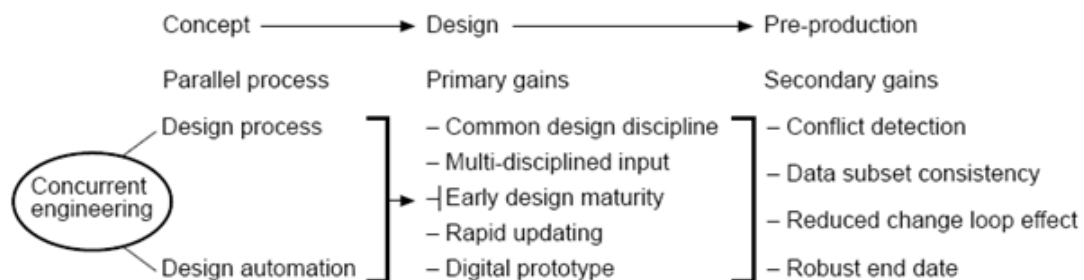 Concept Design Pre-production
Parallel process Primary gains Secondary gains
Design process – Common design discipline – Conflict detection
– Multi-disciplined input
Concurrent engineering – Early design maturity – Data subset consistency
– Rapid updating – Reduced change loop effect
Design automation – Digital prototype – Robust end date